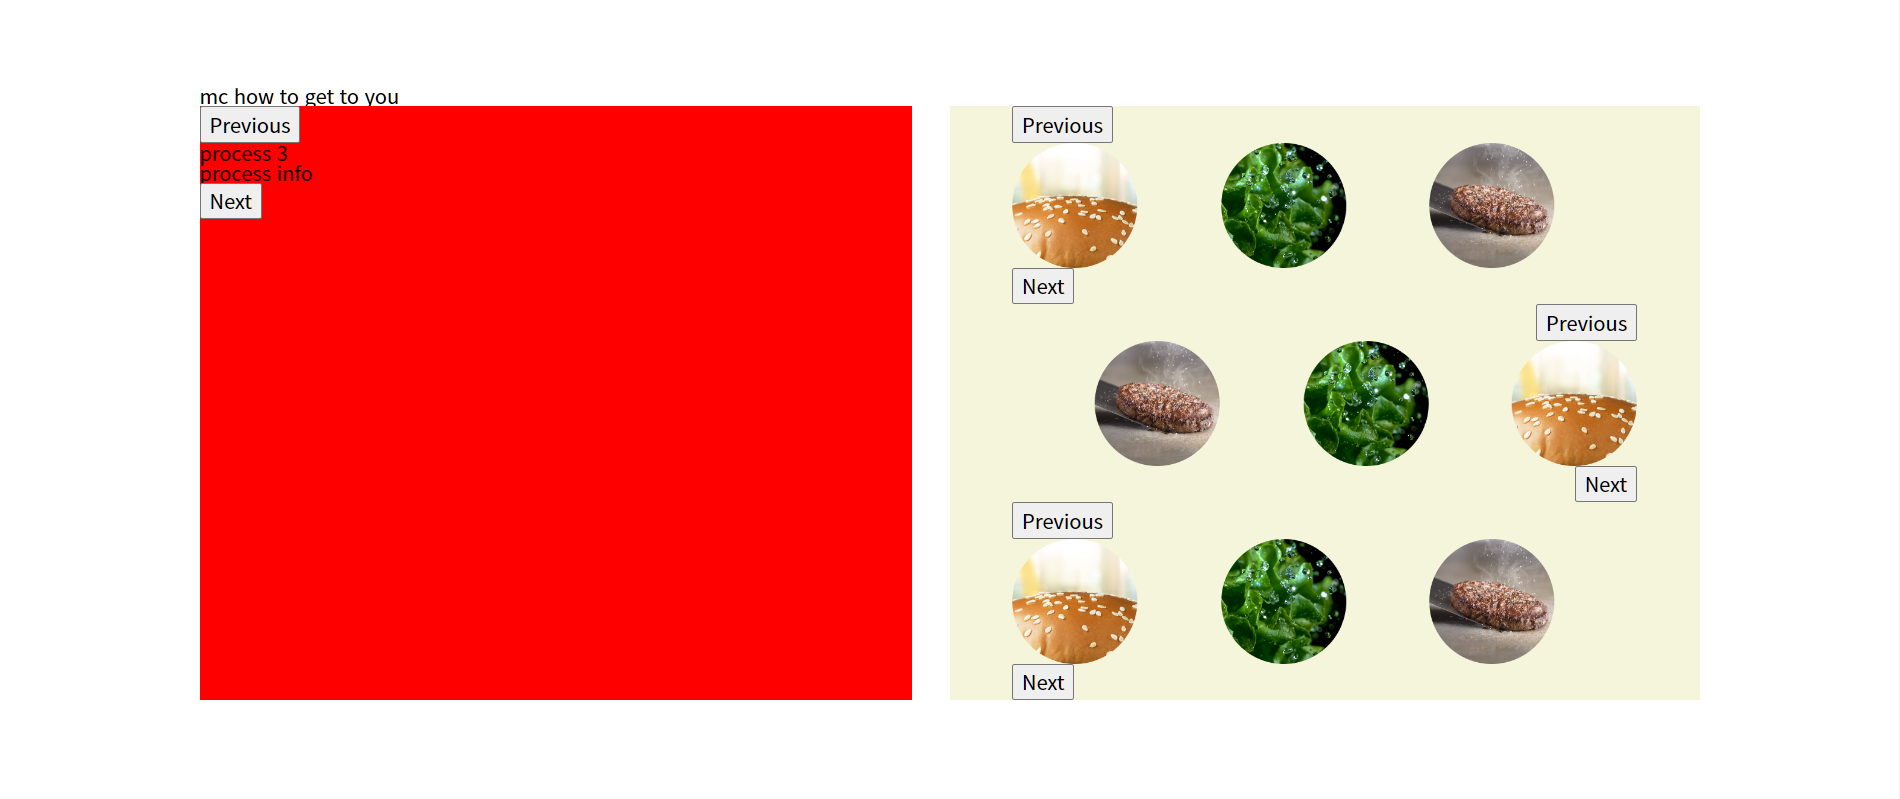 mc how to get to you
Previous
process 3
process info
Next
Previous
Next
Previous
Next
Previous
Next